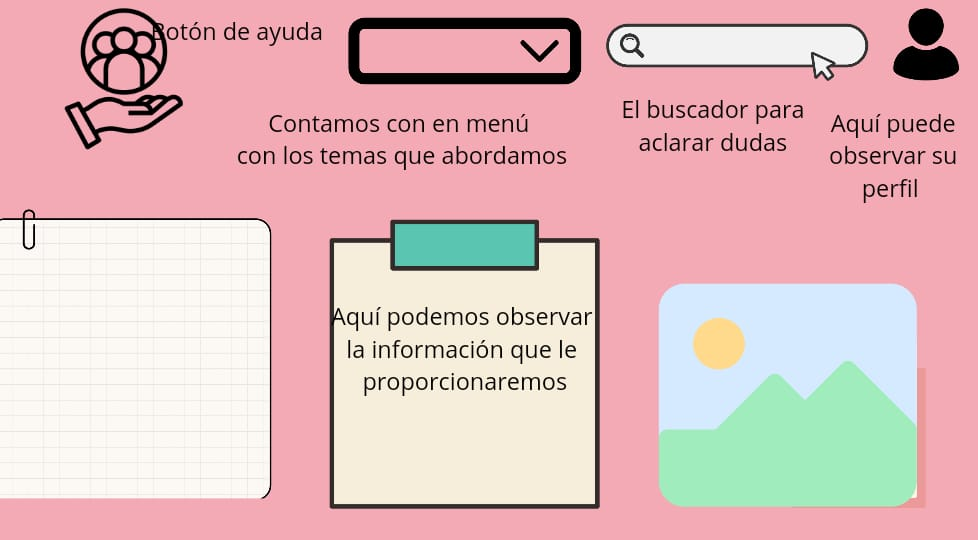 Botón de ayuda
Contamos con en menú
con los temas que abordamos
El buscador para
aclarar dudas
Aquí puede
observar su
perfil
Aquí podemos observar
la información que le
proporcionaremos